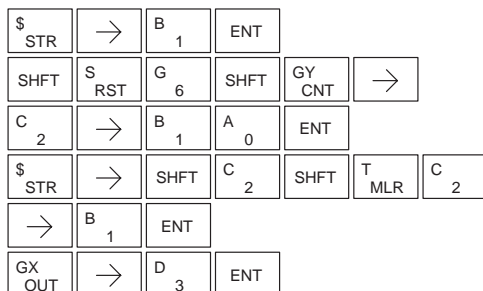 $ STR → B 1 ENT
SHFT S RST G 6 SHFT GY CNT →
C 2 → B 1 A 0 ENT
$ STR → SHFT C 2 SHFT T MLR C 2
→ B 1 ENT
GX OUT → D 3 ENT